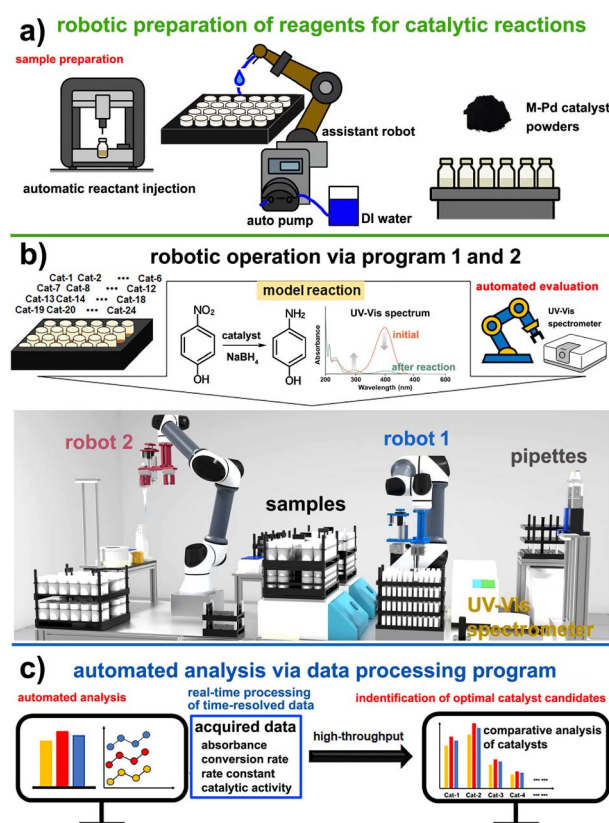 a) robotic preparation of reagents for catalytic reactions
sample preparation
automatic reactant injection
assistant robot
auto pump
DI water
M-Pd catalyst
powders
b) robotic operation via program 1 and 2
Cat-1 Cat-2 ••• Cat-6
Cat-7 Cat-8 ••• Cat-12
Cat-13 Cat-14 ••• Cat-18
Cat-19 Cat-20 ••• Cat-24
model reaction
NO₂
OH
catalyst
NaBH₄
NH₂
OH
UV-Vis spectrum
initial
after reaction
Absorbance
200 300 400 600
Wavelength (nm)
automated evaluation
UV-Vis
spectrometer
robot 2
robot 1
samples
pipettes
UV-Vis
spectrometer
c) automated analysis via data processing program
automated analysis
real-time processing
of time-resolved data
acquired data
absorbance
conversion rate
rate constant
catalytic activity
high-throughput
indentification of optimal catalyst candidates
comparative analysis
of catalysts
Cat-1 Cat-2 Cat-3 Cat-4 ••• •••
••• •••